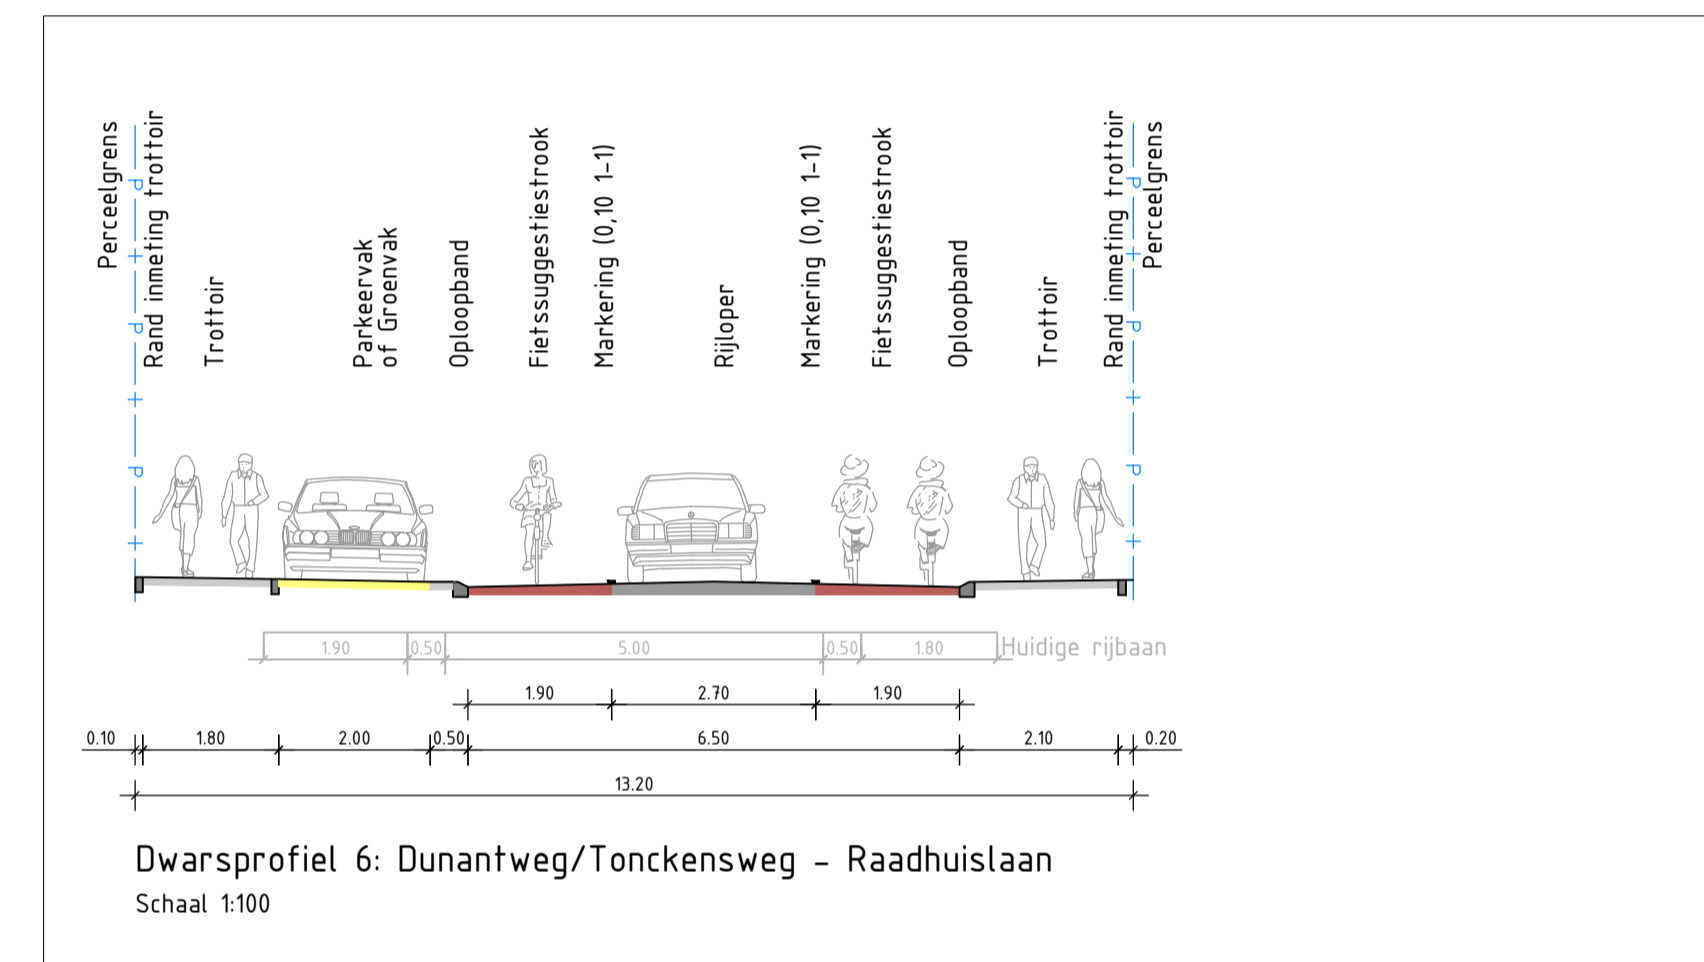 Perceelgrens
Rand inmeting trottoir
Trottoir
Parkeervak
of Groenvak
Oploopband
Fietssuggestiestrook
Markering (0,10 1-1)
Rijloper
Markering (0,10 1-1)
Fietssuggestiestrook
Oploopband
Trottoir
Rand inmeting trottoir
Perceelgrens
P P
P P
P P
1.90 0.50 5.00 0.50 1.80 Huidige rijbaan
1.90 2.70 1.90
0.10 1.80 2.00 0.50 6.50 2.10 0.20
13.20
Dwarsprofiel 6: Dunantweg/Tonckensweg - Raadhuislaan
Schaal 1:100